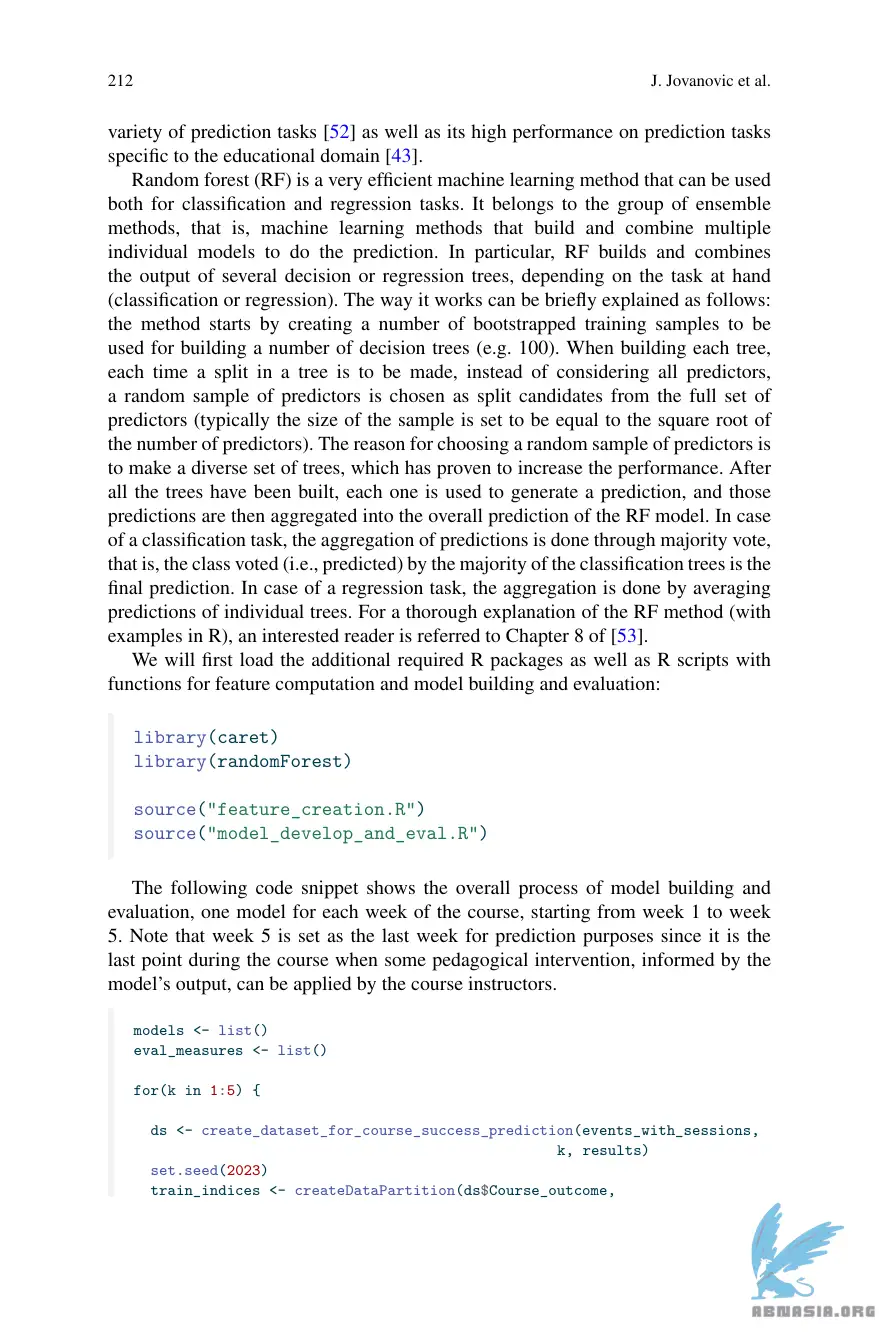 212
J. Jovanovic et al.
variety of prediction tasks [52] as well as its high performance on prediction tasks
specific to the educational domain [43].
Random forest (RF) is a very efficient machine learning method that can be used
both for classification and regression tasks. It belongs to the group of ensemble
methods, that is, machine learning methods that build and combine multiple
individual models to do the prediction. In particular, RF builds and combines
the output of several decision or regression trees, depending on the task at hand
(classification or regression). The way it works can be briefly explained as follows:
the method starts by creating a number of bootstrapped training samples to be
used for building a number of decision trees (e.g. 100). When building each tree,
each time a split in a tree is to be made, instead of considering all predictors,
a random sample of predictors is chosen as split candidates from the full set of
predictors (typically the size of the sample is set to be equal to the square root of
the number of predictors). The reason for choosing a random sample of predictors is
to make a diverse set of trees, which has proven to increase the performance. After
all the trees have been built, each one is used to generate a prediction, and those
predictions are then aggregated into the overall prediction of the RF model. In case
of a classification task, the aggregation of predictions is done through majority vote,
that is, the class voted (i.e., predicted) by the majority of the classification trees is the
final prediction. In case of a regression task, the aggregation is done by averaging
predictions of individual trees. For a thorough explanation of the RF method (with
examples in R), an interested reader is referred to Chapter 8 of [53].
We will first load the additional required R packages as well as R scripts with
functions for feature computation and model building and evaluation:
library(caret)
library(randomForest)
source("feature_creation.R")
source("model_develop_and_eval.R")
The following code snippet shows the overall process of model building and
evaluation, one model for each week of the course, starting from week 1 to week
5. Note that week 5 is set as the last week for prediction purposes since it is the
last point during the course when some pedagogical intervention, informed by the
model's output, can be applied by the course instructors.
models <- list()
eval_measures <- list()
for(k in 1:5) {
ds <- create_dataset_for_course_success_prediction(events_with_sessions,
k, results)
set.seed(2023)
train_indices <- createDataPartition(ds$Course_outcome,
ABNASIA.ORG